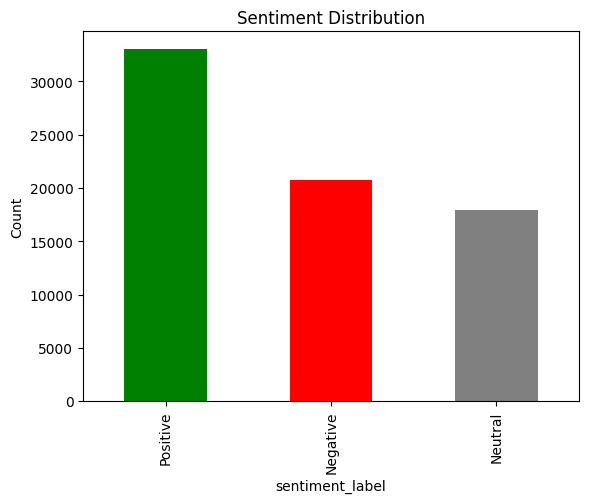 Sentiment Distribution
Count
30000
25000
20000
15000
10000
5000
0
Positive
Negative
Neutral
sentiment_label